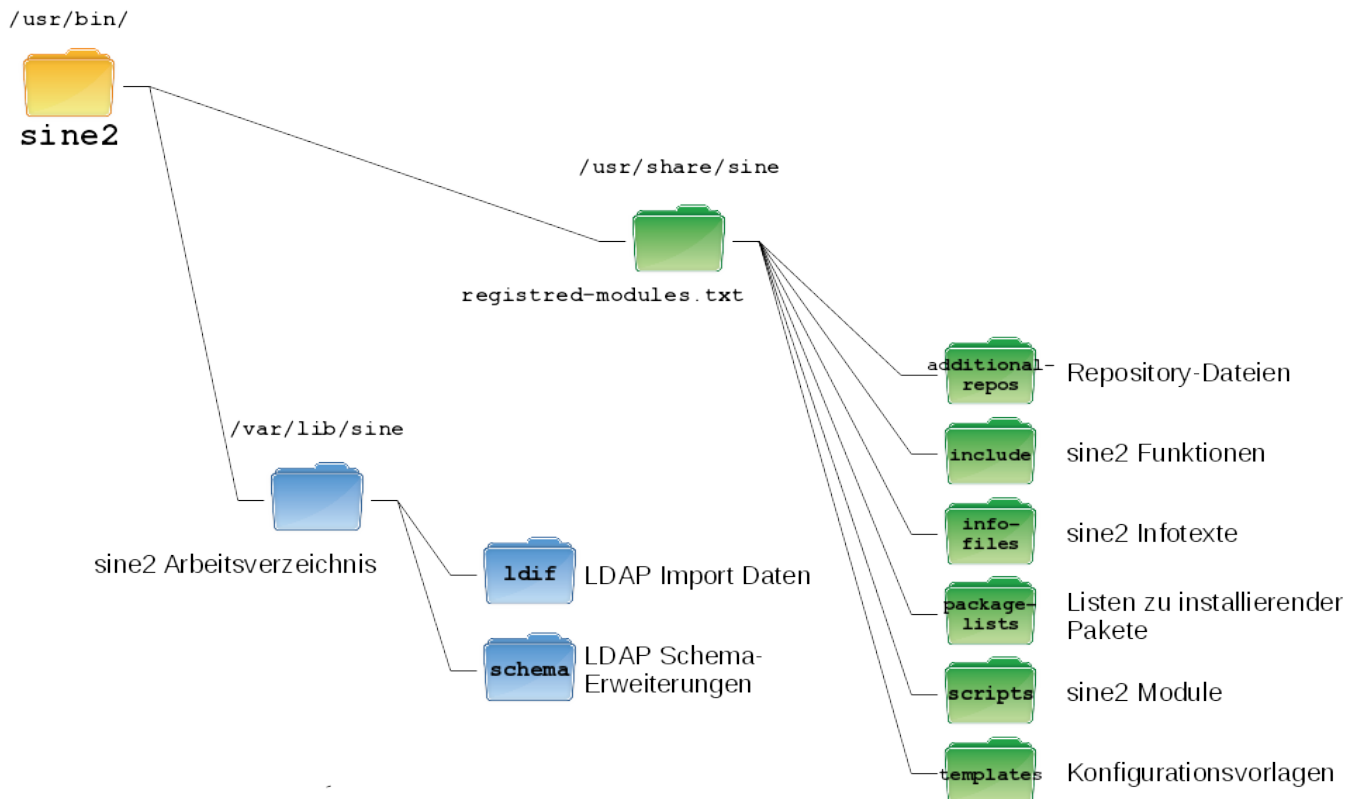 /usr/bin/
sine2
/usr/share/sine
registred-modules.txt
additional-
repos
Repository-Dateien
include
sine2 Funktionen
info-
files
sine2 Infotexte
package-
lists
Listen zu installierender
Pakete
scripts
sine2 Module
templates
Konfigurationsvorlagen
/var/lib/sine
sine2 Arbeitsverzeichnis
ldif
LDAP Import Daten
schema
LDAP Schema-
Erweiterungen